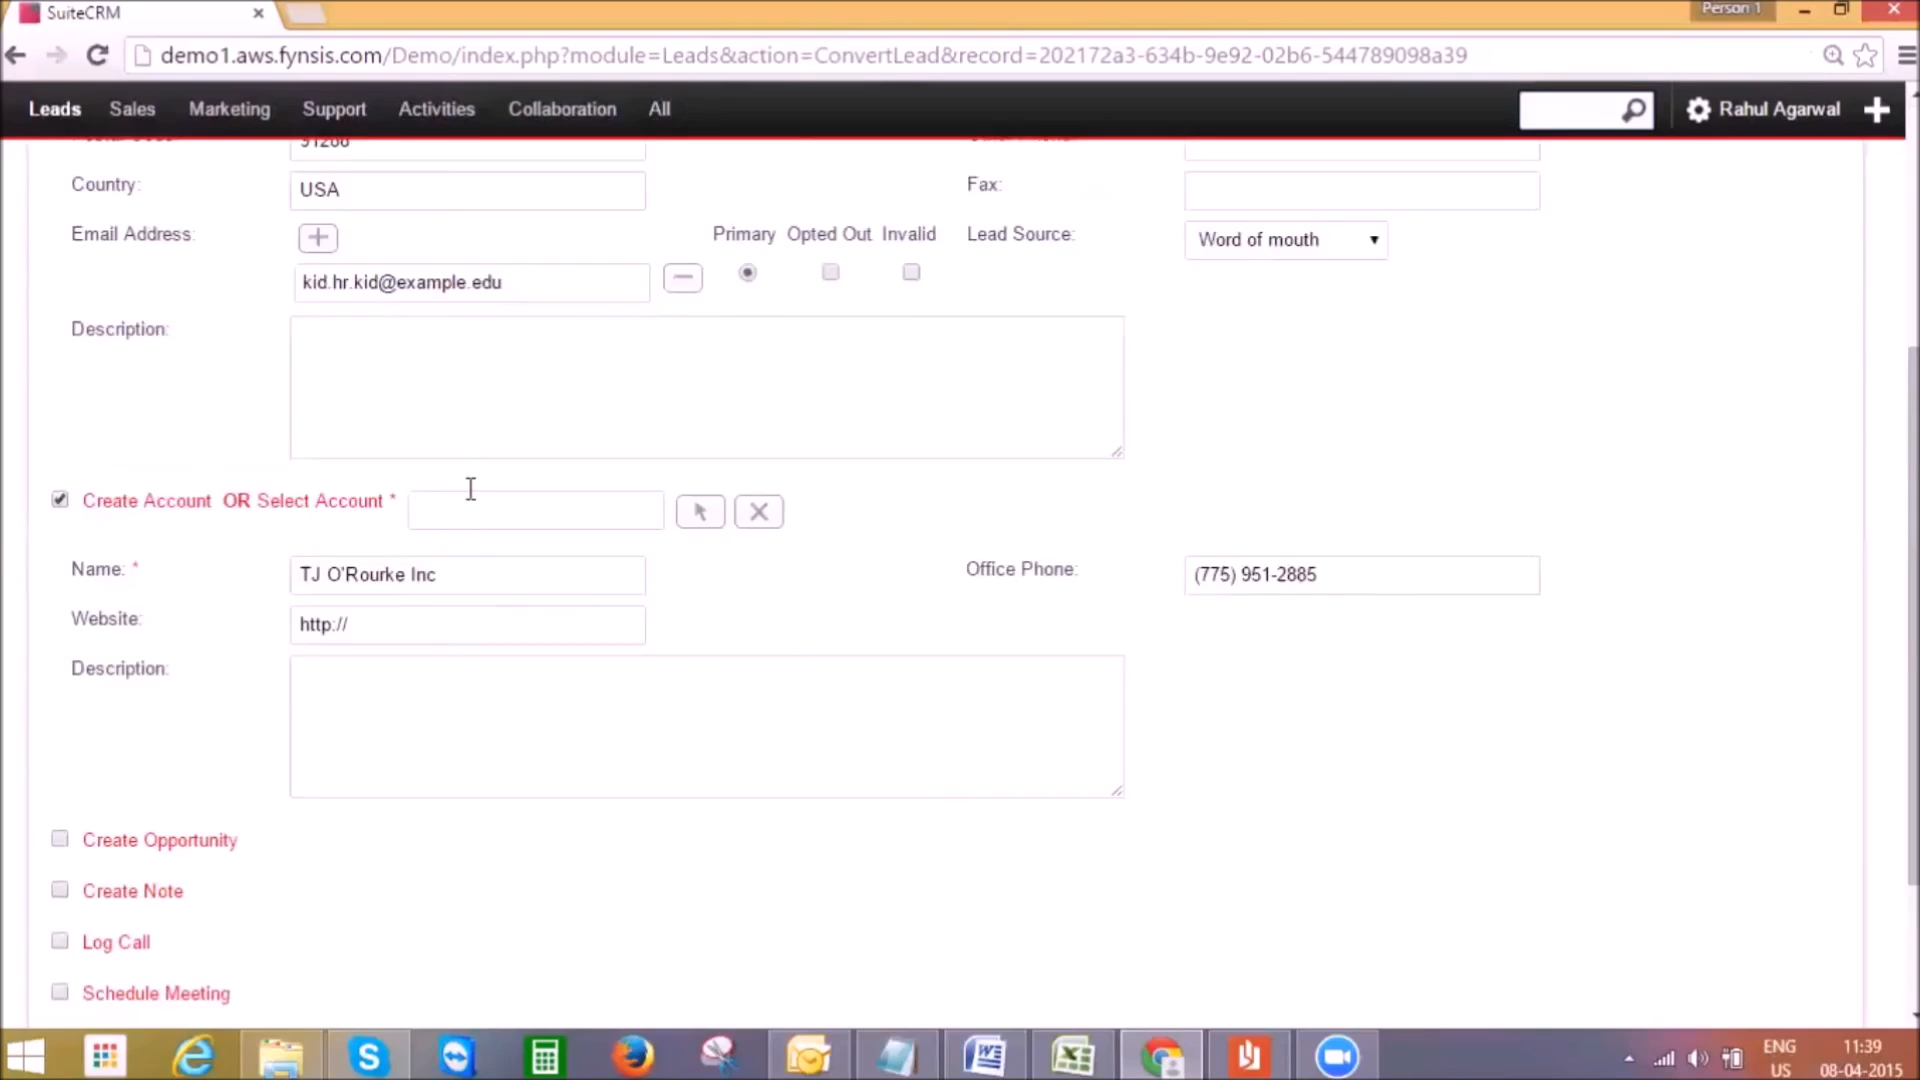 SuiteCRM
Person 1
demo1.aws.fynsis.com/Demo/index.php?module=Leads&action=ConvertLead&record=202172a3-634b-9e92-02b6-544789098a39
Leads Sales Marketing Support Activities Collaboration All Rahul Agarwal
91288
Country: USA Fax:
Email Address: Primary Opted Out Invalid Lead Source: Word of mouth
kid.hr.kid@example.edu
Description:
Create Account OR Select Account *
Name: * TJ O'Rourke Inc Office Phone: (775) 951-2885
Website: http://
Description:
Create Opportunity
Create Note
Log Call
Schedule Meeting
ENG 11:39
US 08-04-2015